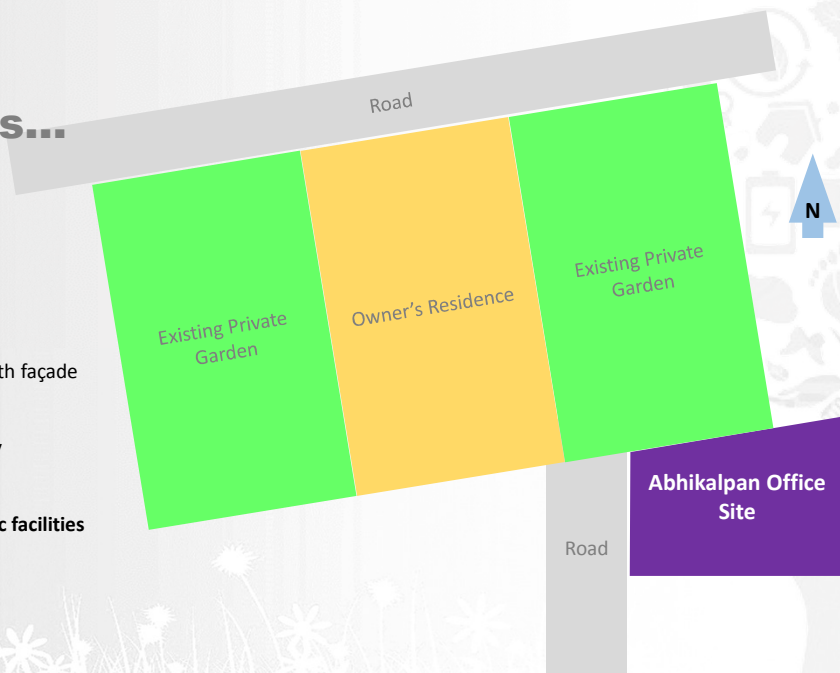 s...
Road
N
Existing Private
Garden
Owner's Residence
Existing Private
Garden
th façade
Abhikalpan Office
Site
c facilities
Road